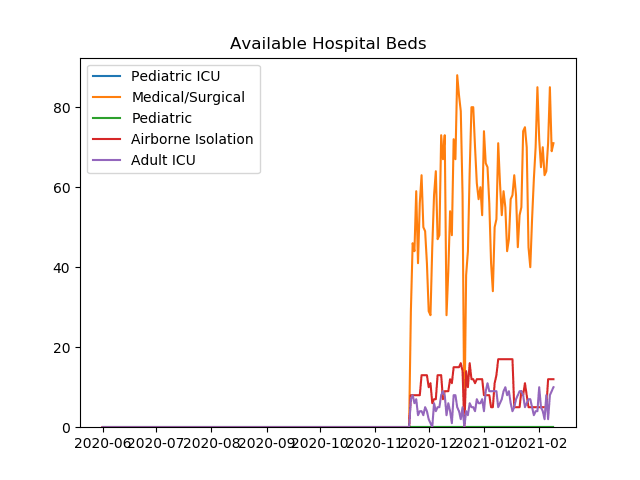 Available Hospital Beds
Pediatric ICU
Medical/Surgical
Pediatric
Airborne Isolation
Adult ICU
80
60
40
20
0
2020-06 2020-07 2020-08 2020-09 2020-10 2020-11 2020-12 2021-01 2021-02